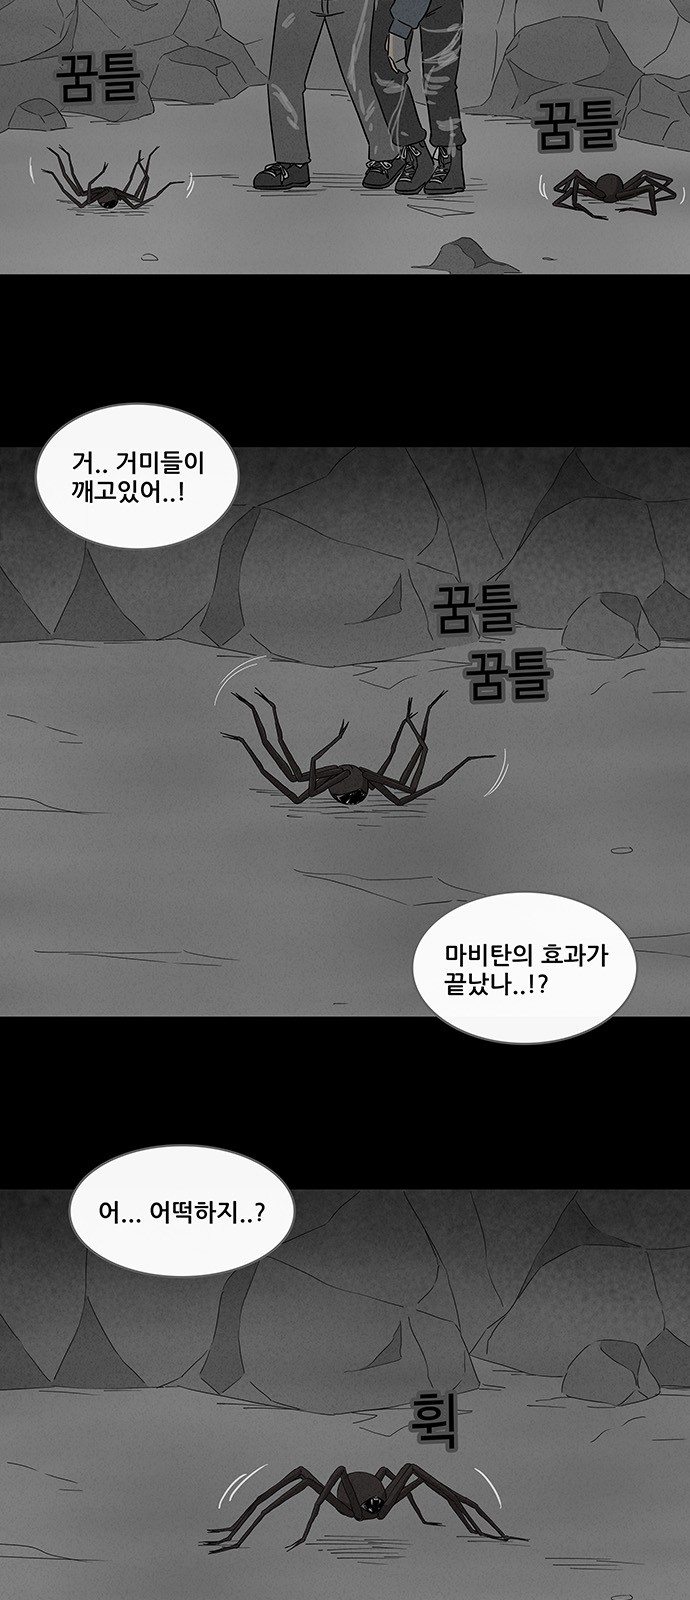 꿈틀
꿈틀
거.. 거미들이
깨고있어..!
꿈틀
꿈틀
마비탄의 효과가
끝났나..!?
어... 어떡하지..?
휙